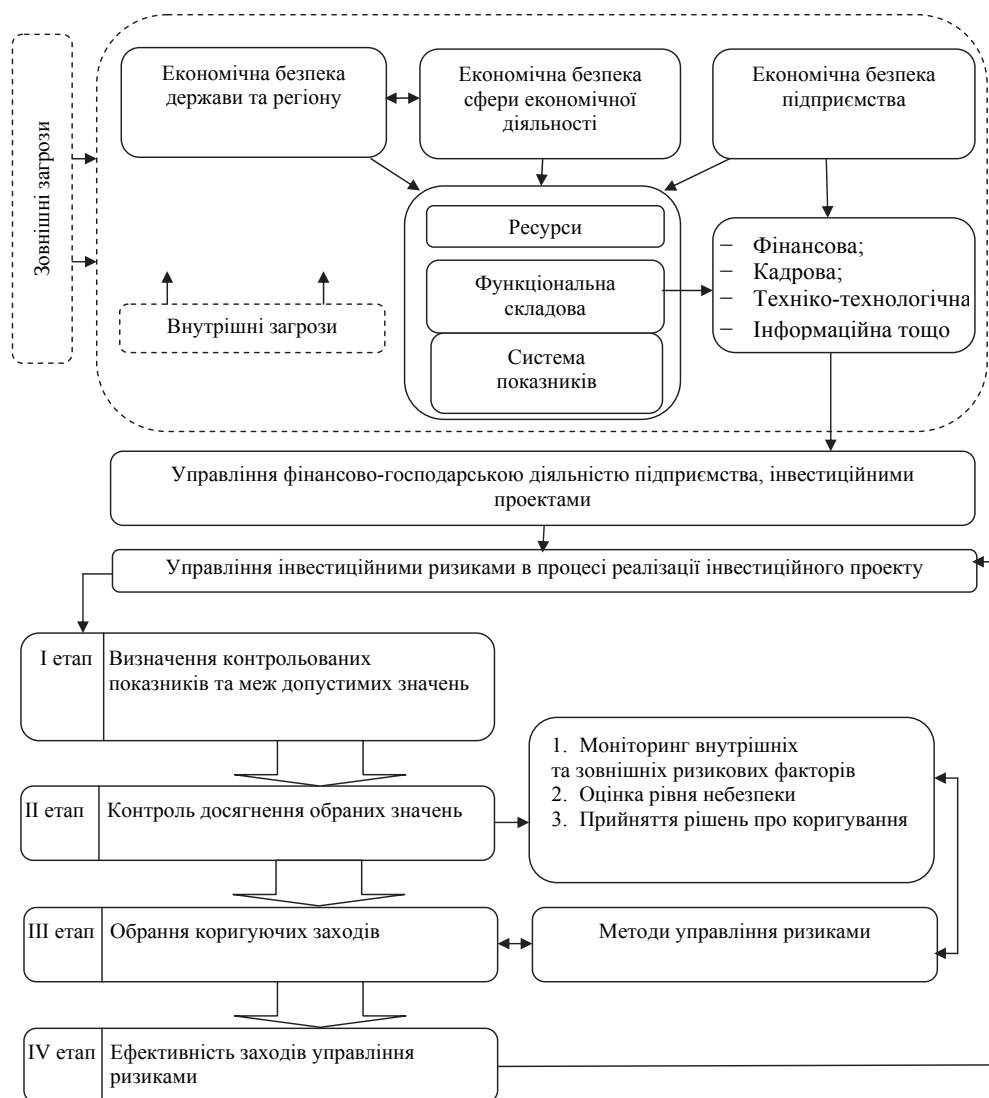 Зовнішні загрози
Економічна безпека
держави та регіону
Економічна безпека
сфери економічної
діяльності
Економічна безпека
підприємства
Ресурси
Функціональна
складова
Система
показників
Внутрішні загрози
– Фінансова;
– Кадрова;
– Техніко-технологічна
– Інформаційна тощо
Управління фінансово-господарською діяльністю підприємства, інвестиційними
проектами
Управління інвестиційними ризиками в процесі реалізації інвестиційного проекту
I етап
Визначення контрольованих
показників та меж допустимих значень
1. Моніторинг внутрішніх
та зовнішніх ризикових факторів
2. Оцінка рівня небезпеки
3. Прийняття рішень про коригування
II етап
Контроль досягнення обраних значень
III етап
Обрання коригуючих заходів
Методи управління ризиками
IV етап
Ефективність заходів управління
ризиками